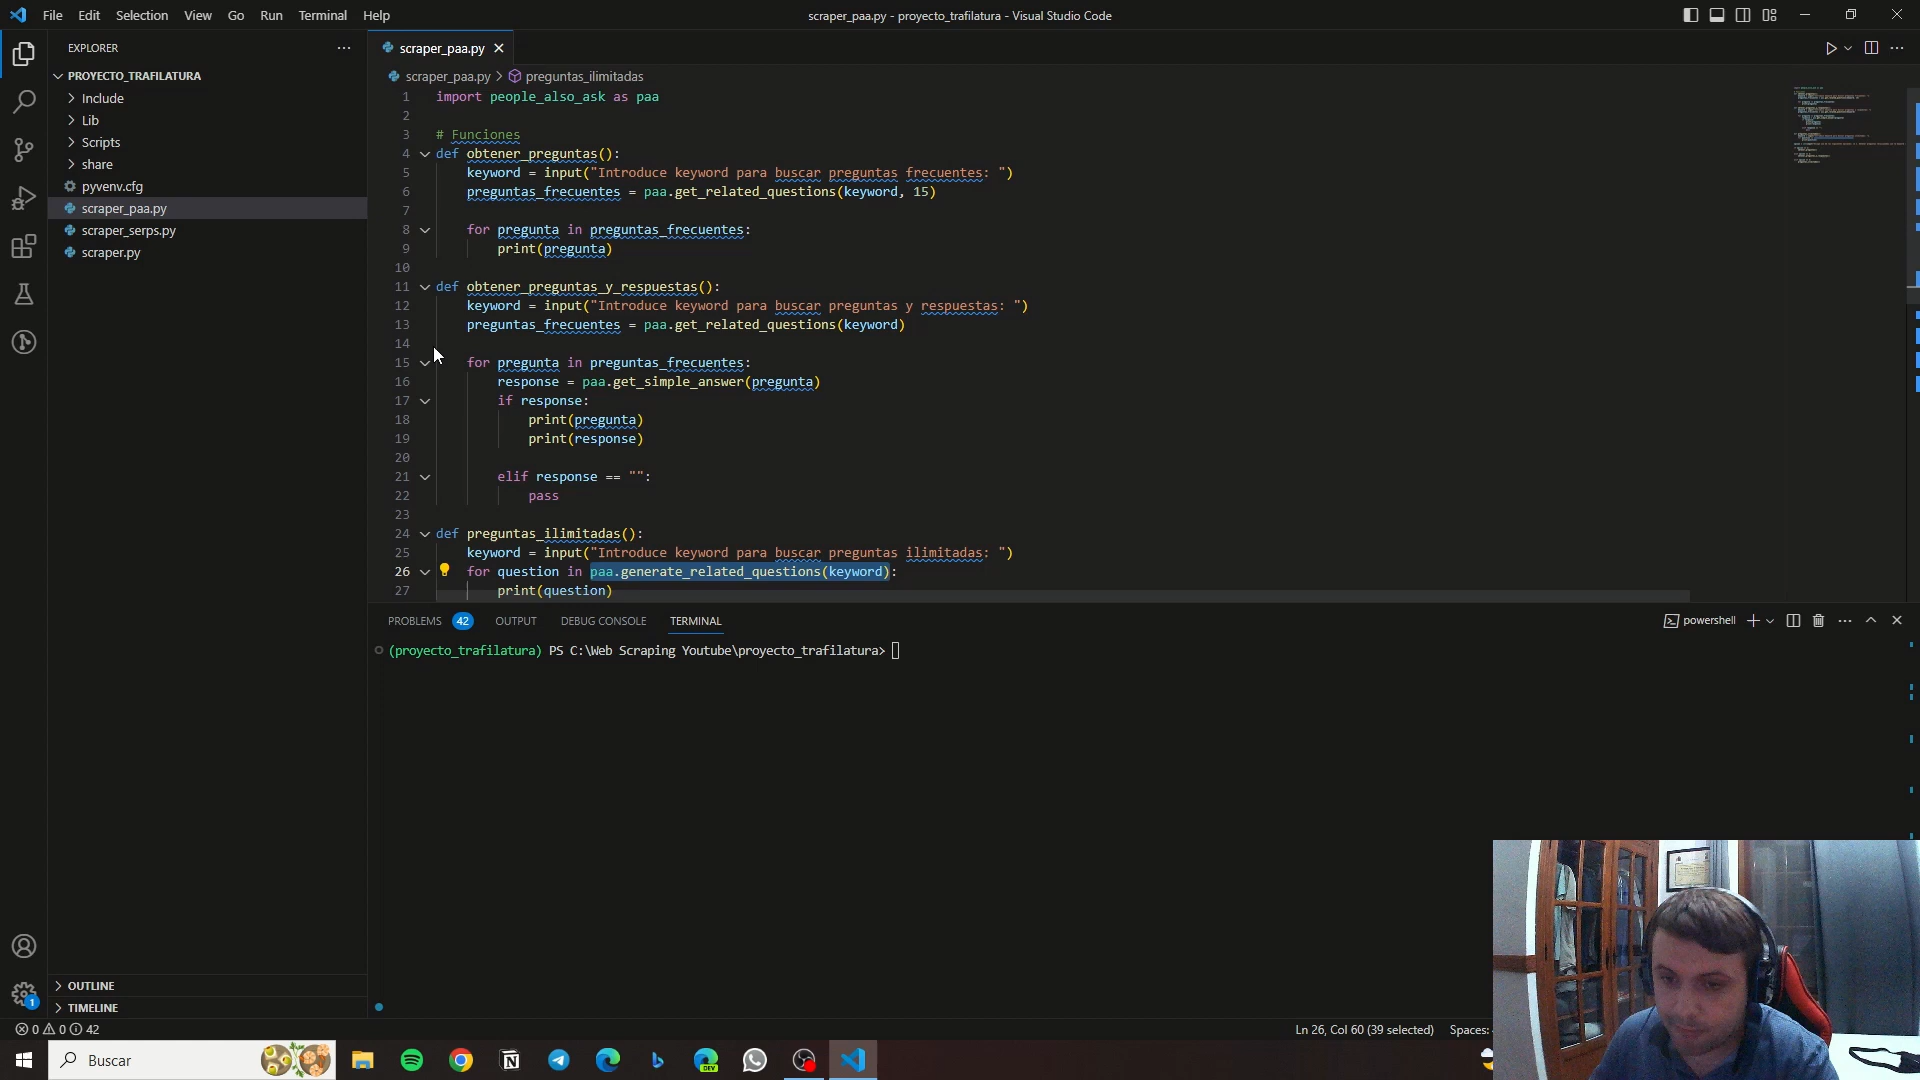 File Edit Selection View Go Run Terminal Help
scraper_paa.py - proyecto_trafilatura - Visual Studio Code
EXPLORER
PROYECTO_TRAFILATURA
Include
Lib
Scripts
share
pyvenv.cfg
scraper_paa.py
scraper_serps.py
scraper.py
OUTLINE
TIMELINE
scraper_paa.py
scraper_paa.py > preguntas_ilimitadas
1 import people_also_ask as paa
2
3 # Funciones
4 def obtener_preguntas():
5 keyword = input("Introduce keyword para buscar preguntas frecuentes: ")
6 preguntas_frecuentes = paa.get_related_questions(keyword, 15)
7
8 for pregunta in preguntas_frecuentes:
9 print(pregunta)
10
11 def obtener_preguntas_y_respuestas():
12 keyword = input("Introduce keyword para buscar preguntas y respuestas: ")
13 preguntas_frecuentes = paa.get_related_questions(keyword)
14
15 for pregunta in preguntas_frecuentes:
16 response = paa.get_simple_answer(pregunta)
17 if response:
18 print(pregunta)
19 print(response)
20
21 elif response == "":
22 pass
23
24 def preguntas_ilimitadas():
25 keyword = input("Introduce keyword para buscar preguntas ilimitadas: ")
26 for question in paa.generate_related_questions(keyword):
27 print(question)
PROBLEMS 42 OUTPUT DEBUG CONSOLE TERMINAL
powershell
(proyecto_trafilatura) PS C:\Web Scraping Youtube\proyecto_trafilatura>
1
0 0 42
Ln 26, Col 60 (39 selected) Spaces:
Buscar
DEV